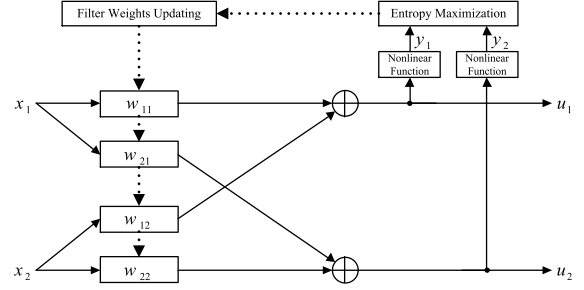 Filter Weights Updating
Entropy Maximization
y1
y2
Nonlinear
Function
Nonlinear
Function
x1
w11
u1
w21
w12
x2
w22
u2